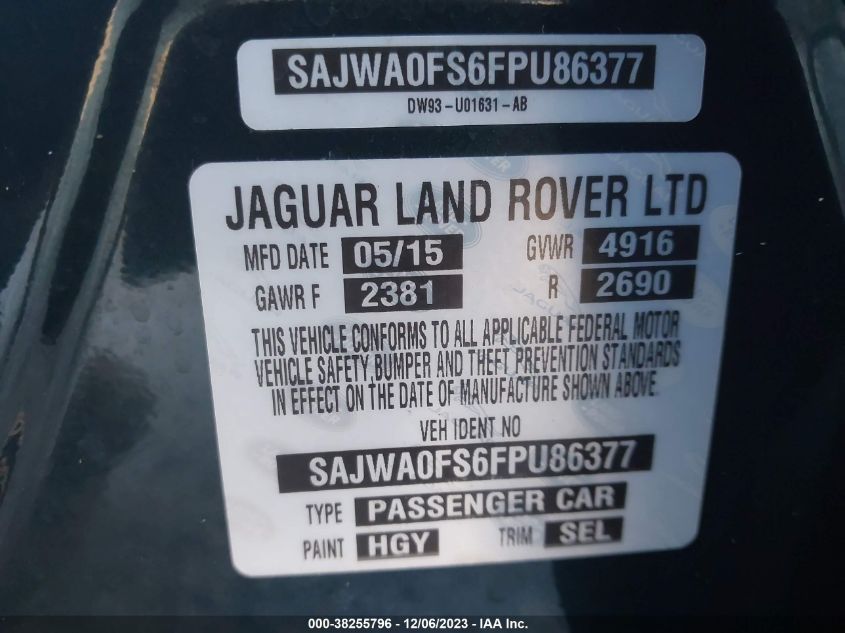 SAJWA0FS6FPU86377
DW93-U01631-AB
JAGUAR LAND ROVER LTD
MFD DATE 05/15 GVWR 4916
GAWR F 2381 R 2690
THIS VEHICLE CONFORMS TO ALL APPLICABLE FEDERAL MOTOR
VEHICLE SAFETY, BUMPER AND THEFT PREVENTION STANDARDS
IN EFFECT ON THE DATE OF MANUFACTURE SHOWN ABOVE.
VEH IDENT NO
SAJWA0FS6FPU86377
TYPE PASSENGER CAR
PAINT HGY TRIM SEL
000-38255796 - 12/06/2023 - IAAI, Inc.